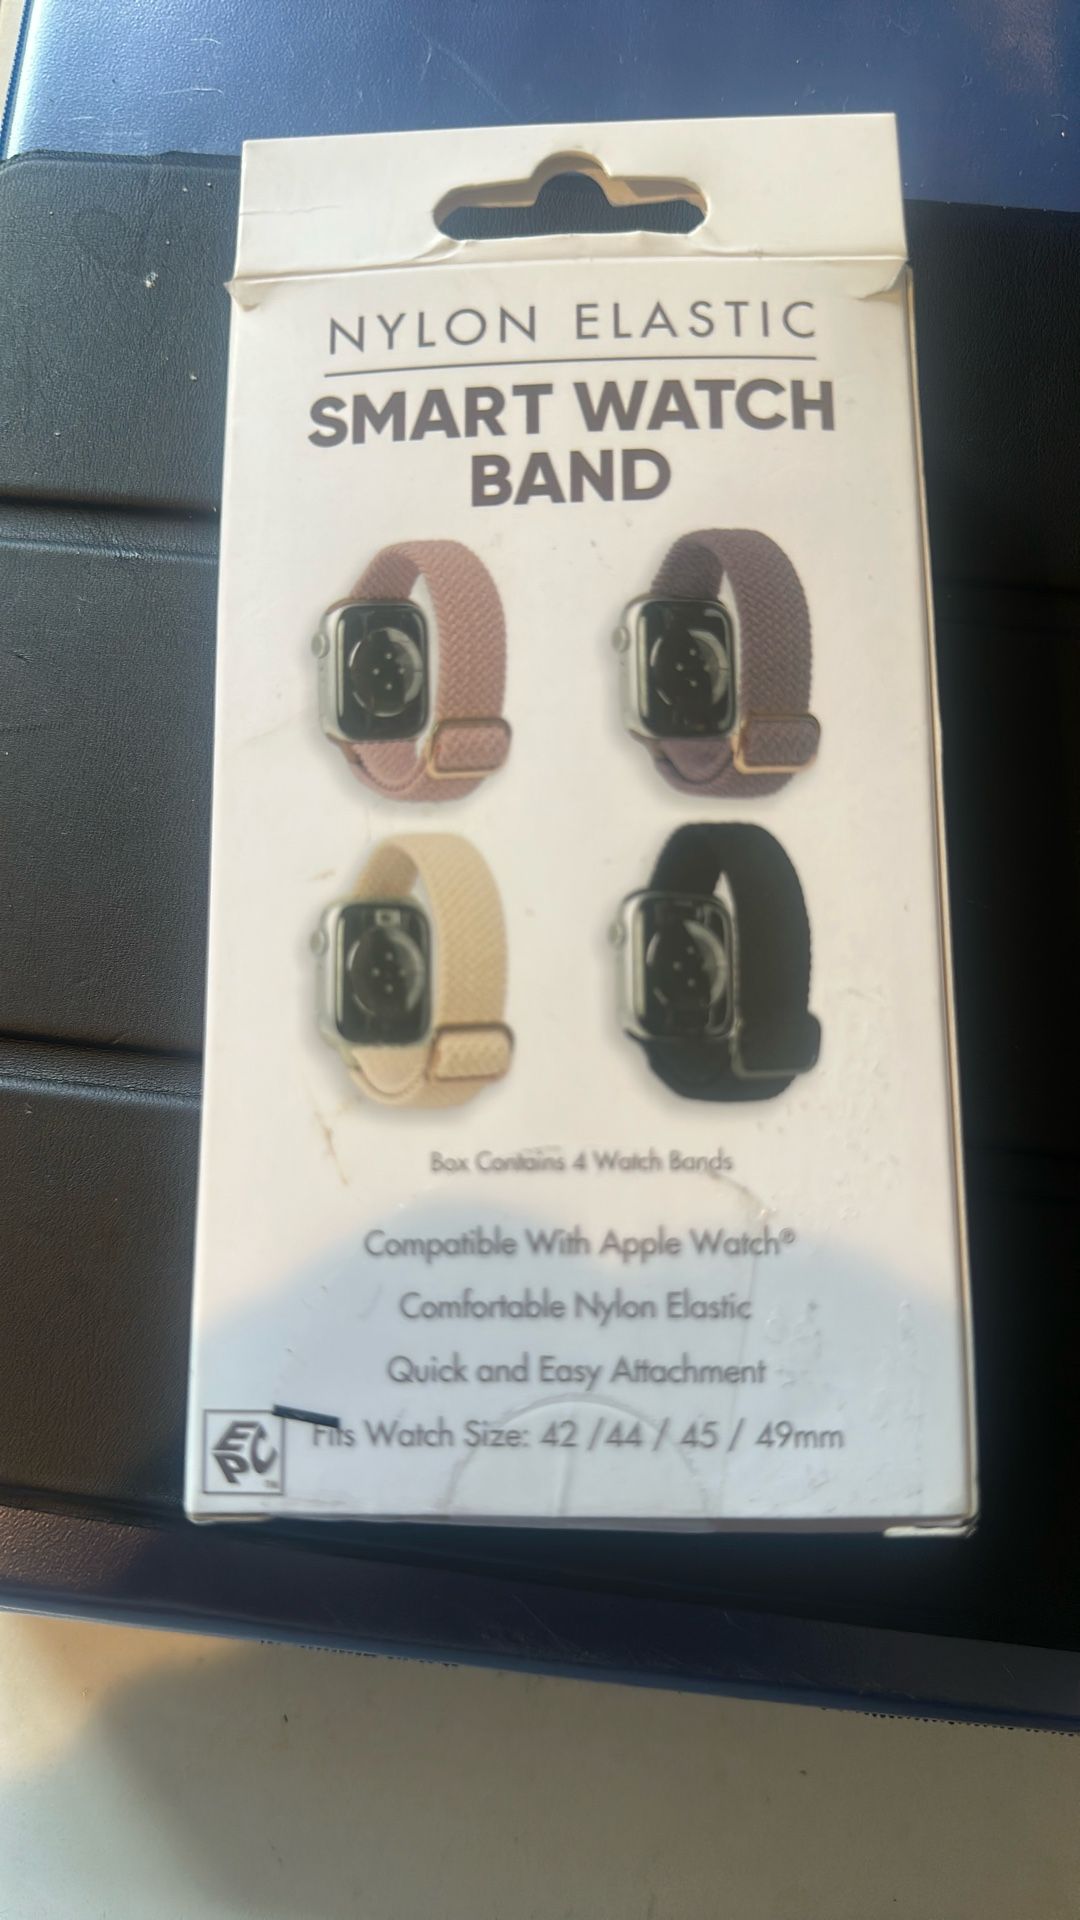 NYLON ELASTIC
SMART WATCH
BAND
Box Contains 4 Watch Bands
Compatible With Apple Watch®
Comfortable Nylon Elastic
Quick and Easy Attachment
Fits Watch Size: 42 /44 / 45 / 49mm
EPC™